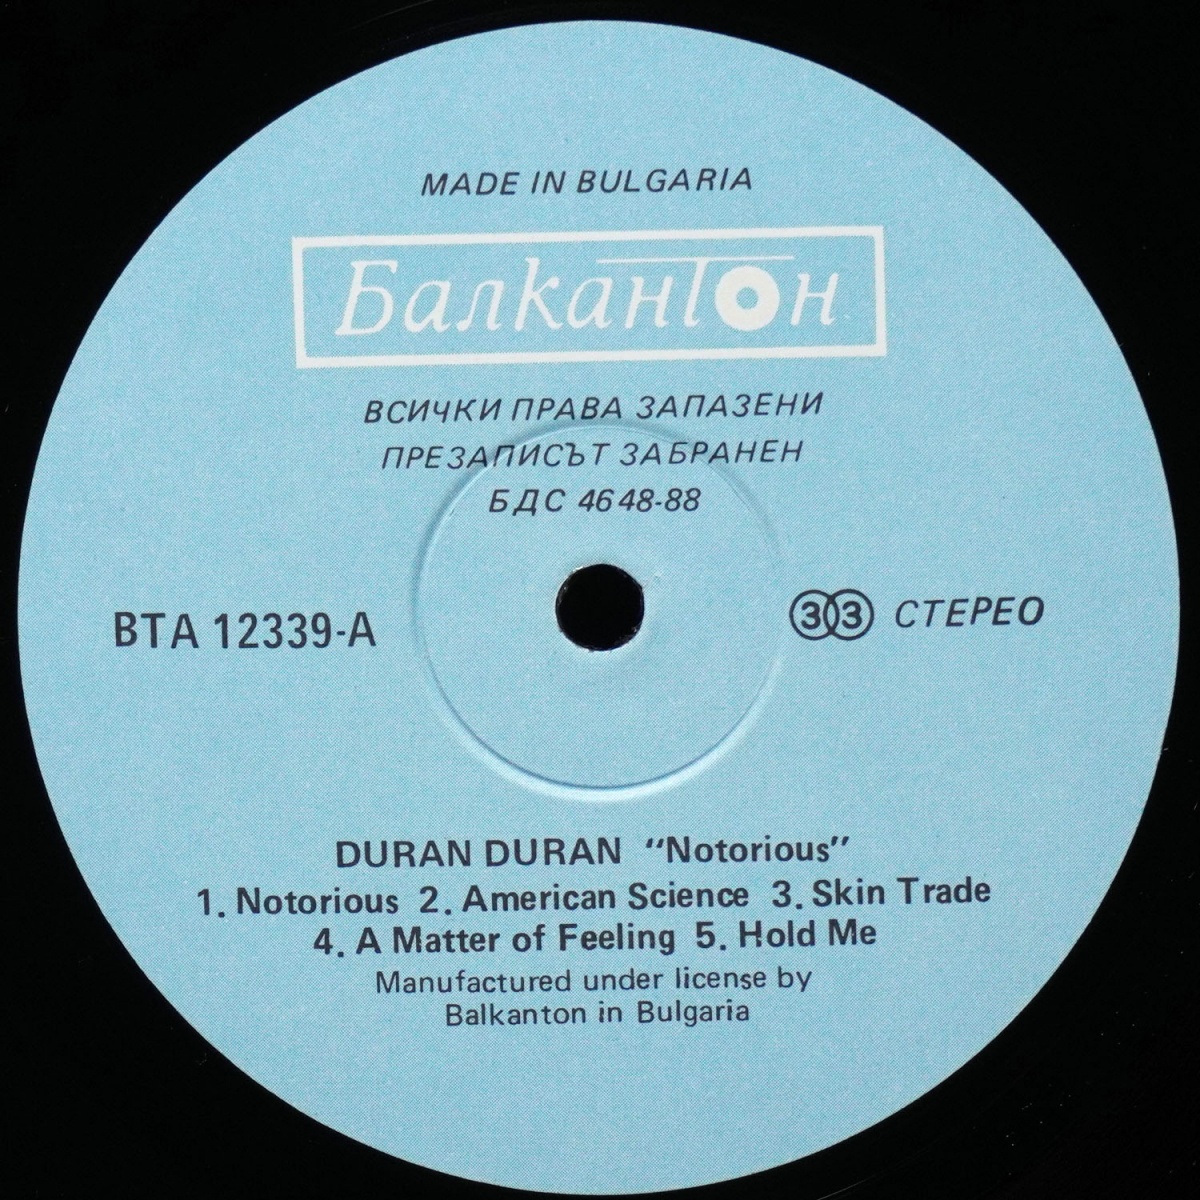 MADE IN BULGARIA
Балкантон
ВСИЧКИ ПРАВА ЗАПАЗЕНИ
ПРЕЗАПИСЪТ ЗАБРАНЕН
БДС 4648-88
ВТА 12339-А
33 СТЕРЕО
DURAN DURAN "Notorious"
1. Notorious 2. American Science 3. Skin Trade
4. A Matter of Feeling 5. Hold Me
Manufactured under license by
Balkanton in Bulgaria